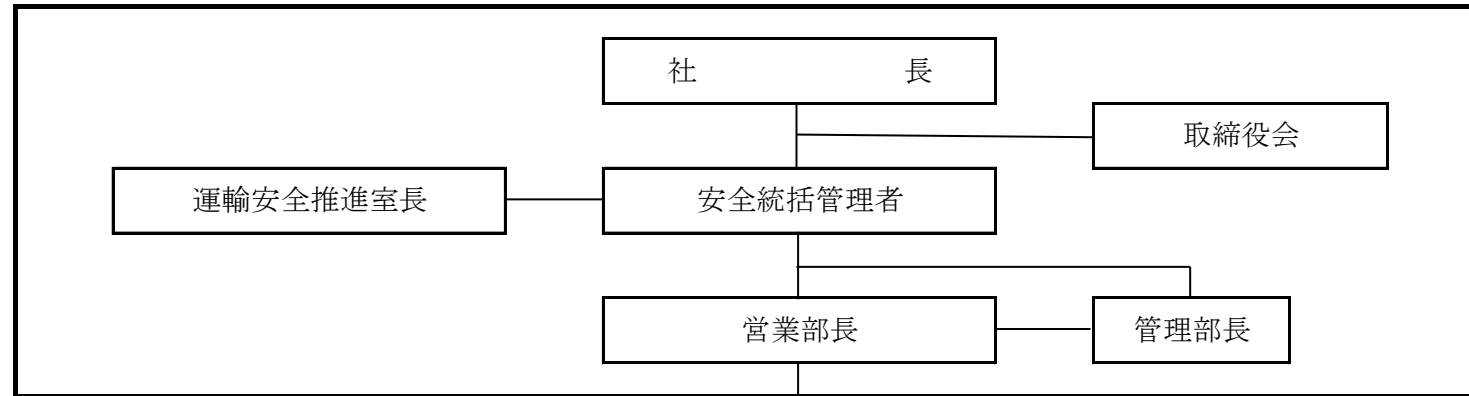 社　長
取締役会
運輸安全推進室長
安全統括管理者
営業部長
管理部長